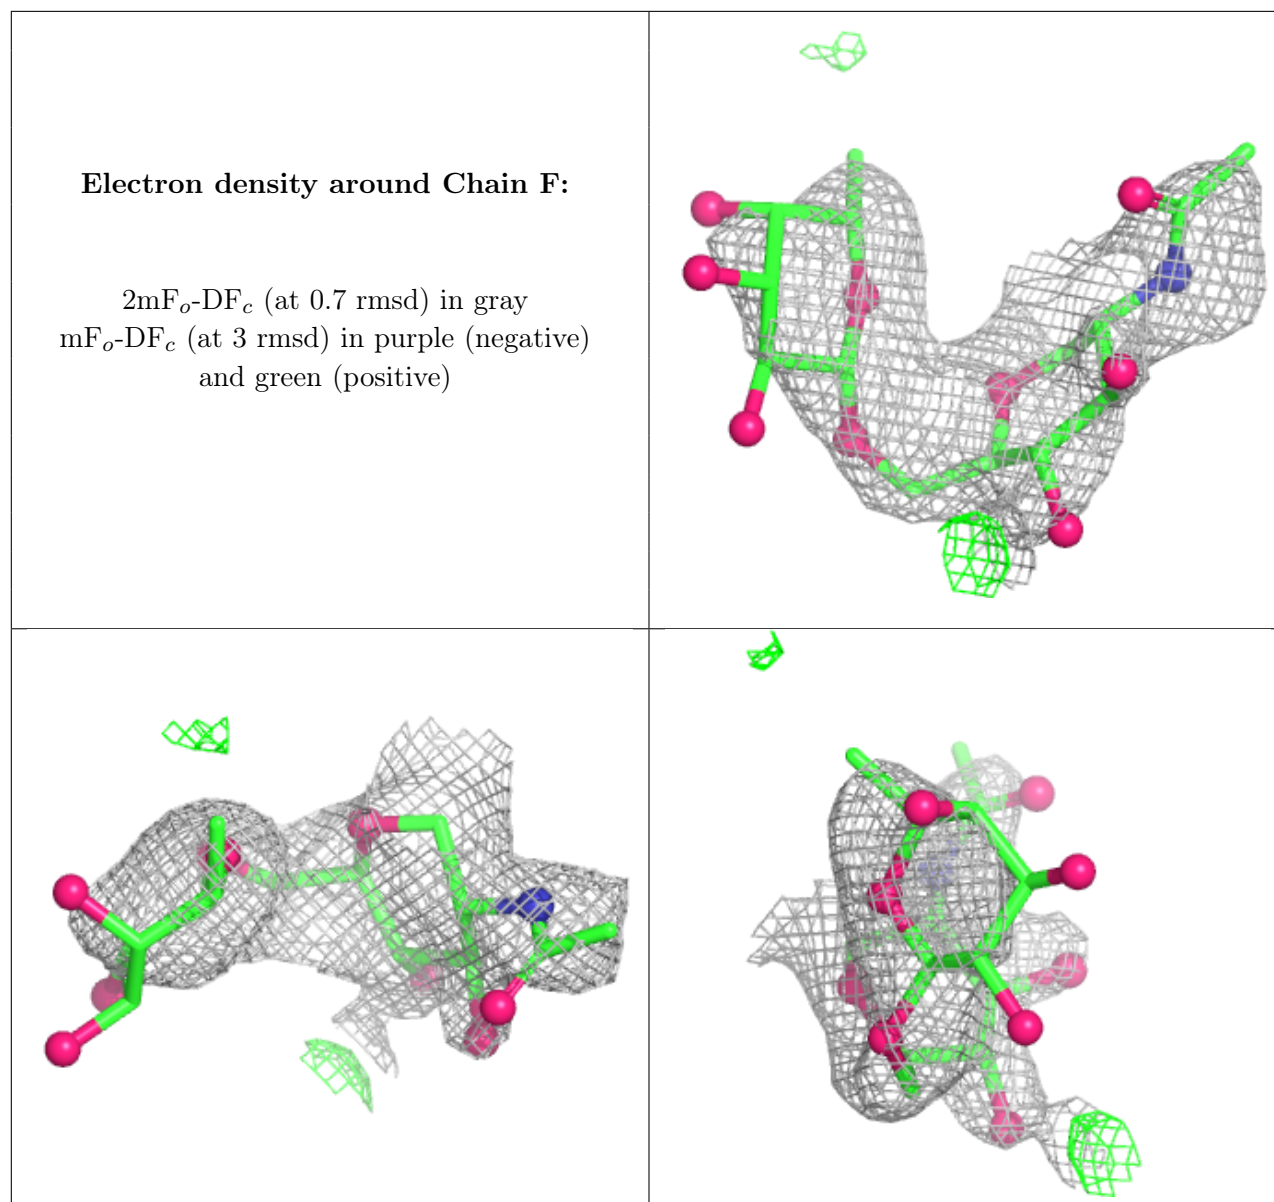 Electron density around Chain F:
2mFo-DFc (at 0.7 rmsd) in gray
mFo-DFc (at 3 rmsd) in purple (negative)
and green (positive)